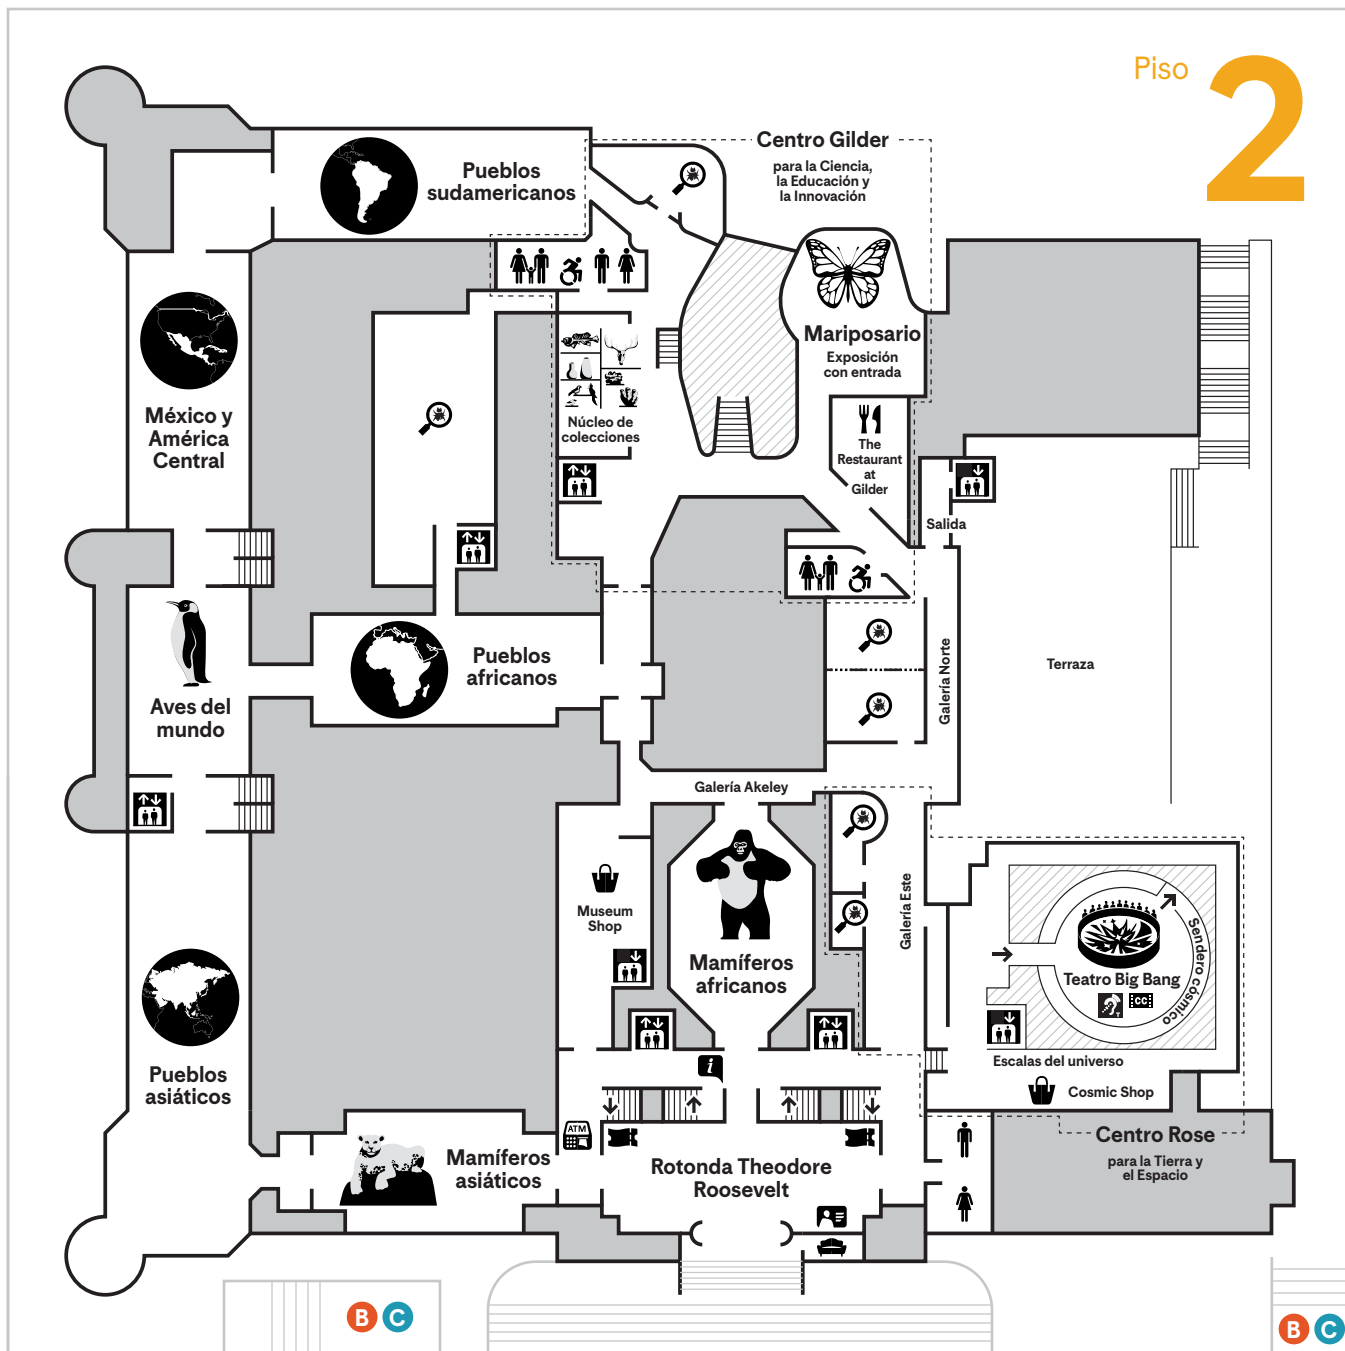 Piso
2
Centro Gilder
para la Ciencia,
la Educación y
la Innovación
Pueblos
sudamericanos
Mariposario
Exposición
con entrada
México y
América
Central
Núcleo de
colecciones
The
Restaurant
at
Gilder
Salida
Pueblos
africanos
Galería Norte
Terraza
Aves del
mundo
Galería Akeley
Museum
Shop
Galería Este
Mamíferos
africanos
Teatro Big Bang
CC
Sendero cósmico
Pueblos
asiáticos
Escalas del universo
Cosmic Shop
i
ATM
Centro Rose
para la Tierra y
el Espacio
Mamíferos
asiáticos
Rotonda Theodore
Roosevelt
B C
B C